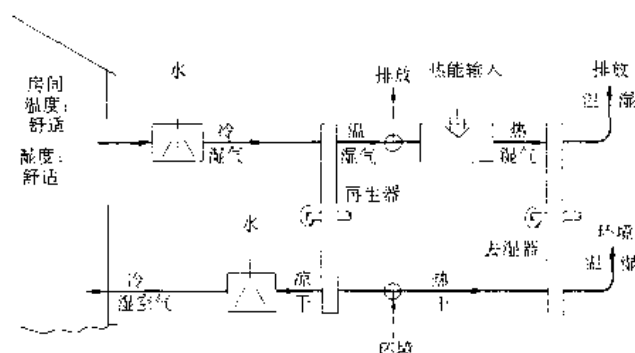 水
房间
温度：
舒适
湿度：
舒适
冷
湿气
排放
热能输入
温
湿气
热
湿气
排放
温 湿
再生器
水
去湿器
环境
温 湿
冷
湿空气
凉
干
热
干
环境